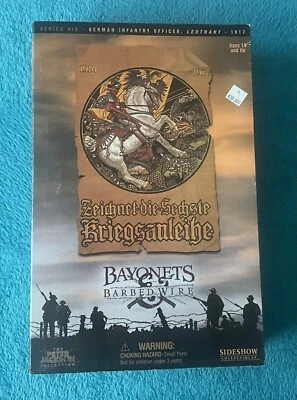 SERIES SIX - GERMAN INFANTRY OFFICER, LEUTNANT - 1917
Ages 14
and Up
Zeichnet die Sechste
Kriegsanleihe
BAYONETS
& BARBED WIRE
THE
PETER
JACKSON
COLLECTION
WARNING:
CHOKING HAZARD-Small Parts
Not for children under 3 years.
SIDESHOW
COLLECTIBLES